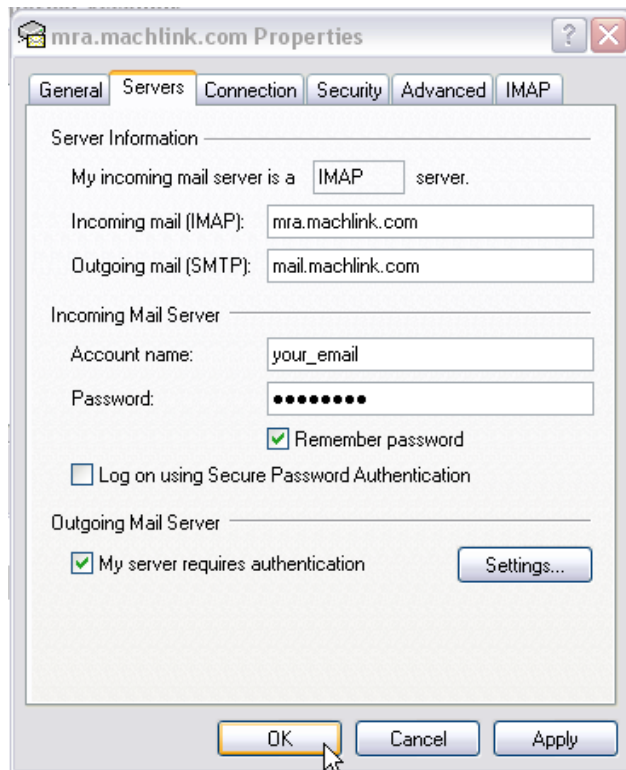 mra.machlink.com Properties
General Servers Connection Security Advanced IMAP
Server Information
My incoming mail server is a IMAP server.
Incoming mail (IMAP): mra.machlink.com
Outgoing mail (SMTP): mail.machlink.com
Incoming Mail Server
Account name: your_email
Password: ●●●●●●●●
Remember password
Log on using Secure Password Authentication
Outgoing Mail Server
My server requires authentication Settings...
OK Cancel Apply